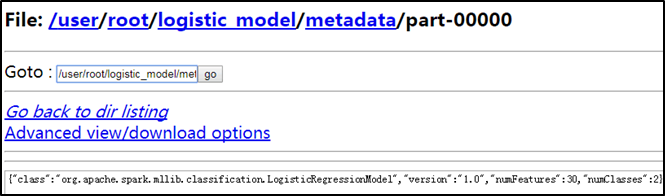 File: /user/root/logistic_model/metadata/part-00000
Goto : /user/root/logistic_model/met go
Go back to dir listing
Advanced view/download options
{"class":"org.apache.spark.mllib.classification.LogisticRegressionModel","version":"1.0","numFeatures":30,"numClasses":2}